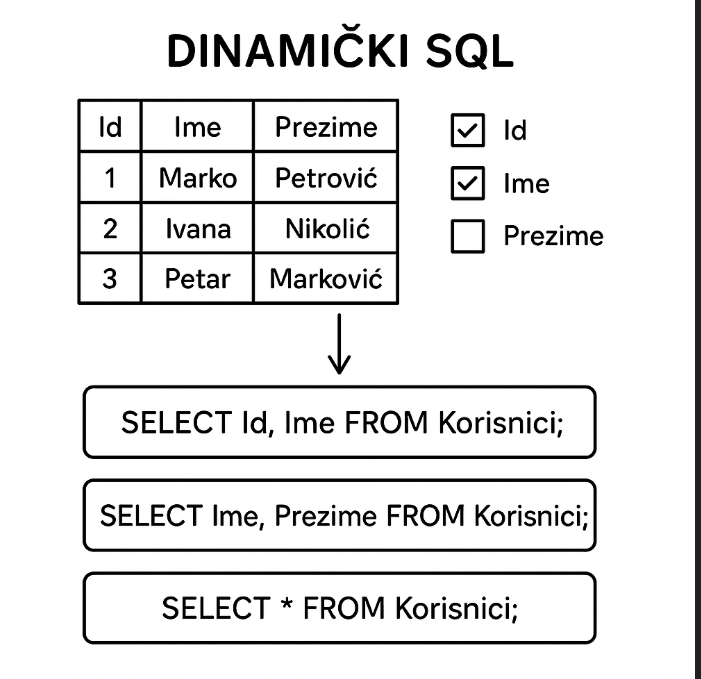 DINAMIČKI SQL
Id Ime Prezime
1 Marko Petrović
2 Ivana Nikolić
3 Petar Marković
Id
Ime
Prezime
SELECT Id, Ime FROM Korisnici;
SELECT Ime, Prezime FROM Korisnici;
SELECT * FROM Korisnici;